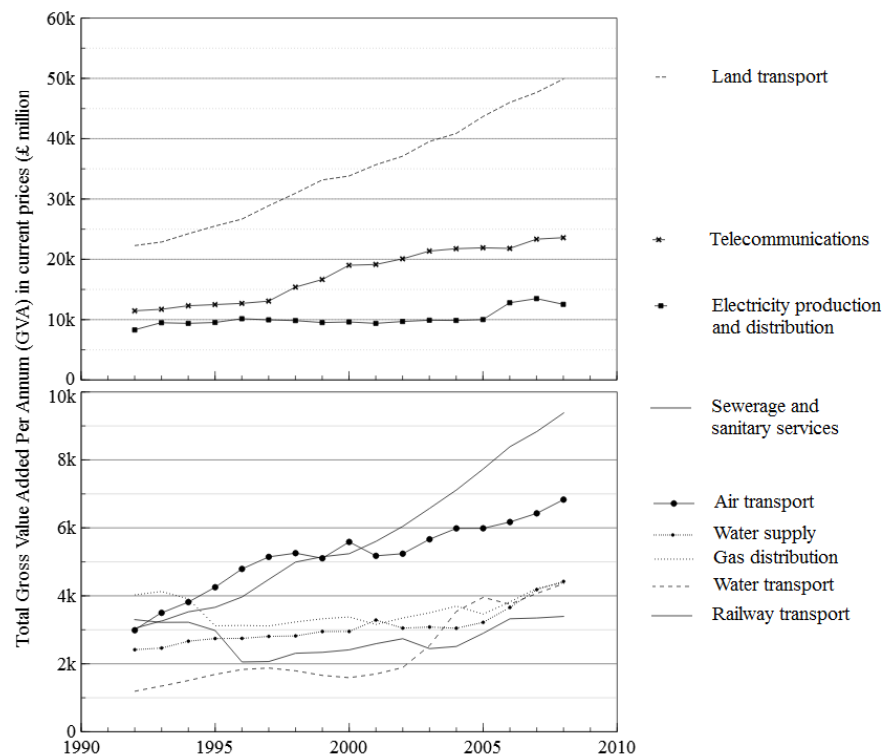 60k
50k
40k
30k
20k
10k
0
10k
8k
6k
4k
2k
0
1990
1995
2000
2005
2010
Total Gross Value Added Per Annum (GVA) in current prices (£ million
Land transport
Telecommunications
Electricity production
and distribution
Sewerage and
sanitary services
Air transport
Water supply
Gas distribution
Water transport
Railway transport